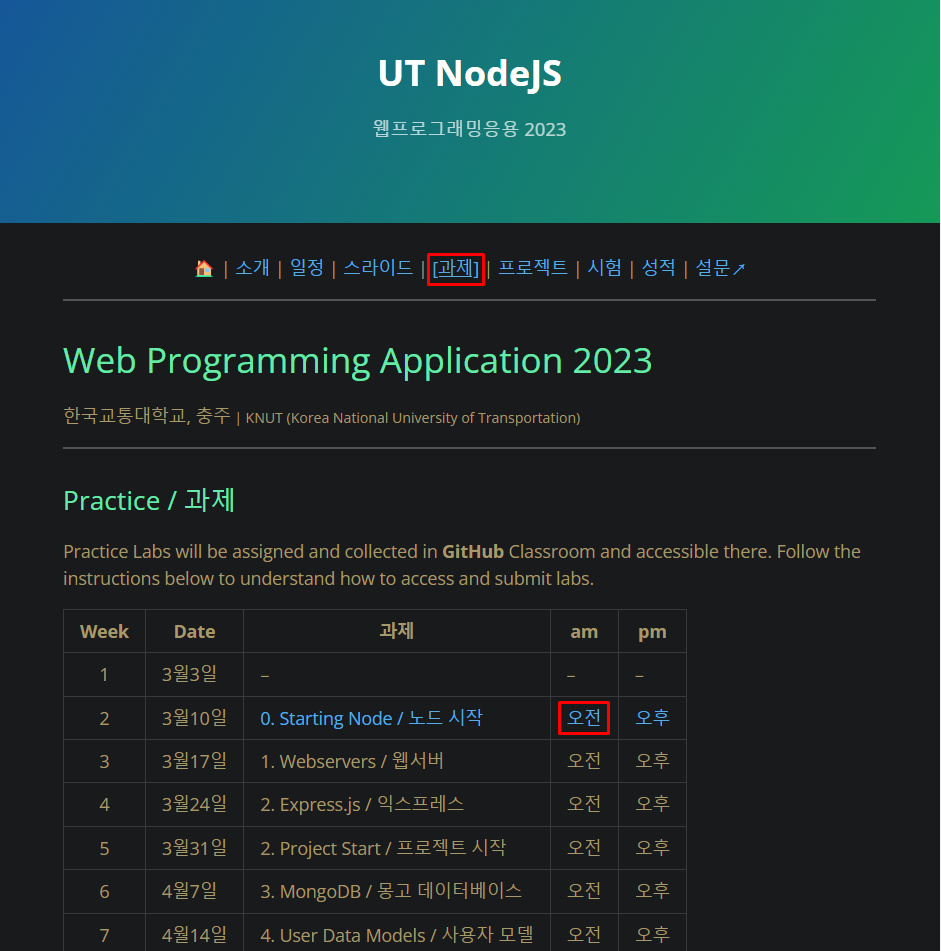 UT NodeJS
웹프로그래밍응용 2023
🏠 | 소개 | 일정 | 스라이드 | [과제] | 프로젝트 | 시험 | 성적 | 설문↗
Web Programming Application 2023
한국교통대학교, 충주 | KNUT (Korea National University of Transportation)
Practice / 과제
Practice Labs will be assigned and collected in GitHub Classroom and accessible there. Follow the
instructions below to understand how to access and submit labs.
Week Date 과제 am pm
1 3월3일 – – –
2 3월10일 0. Starting Node / 노드 시작 오전 오후
3 3월17일 1. Webservers / 웹서버 오전 오후
4 3월24일 2. Express.js / 익스프레스 오전 오후
5 3월31일 2. Project Start / 프로젝트 시작 오전 오후
6 4월7일 3. MongoDB / 몽고 데이터베이스 오전 오후
7 4월14일 4. User Data Models / 사용자 모델 오전 오후